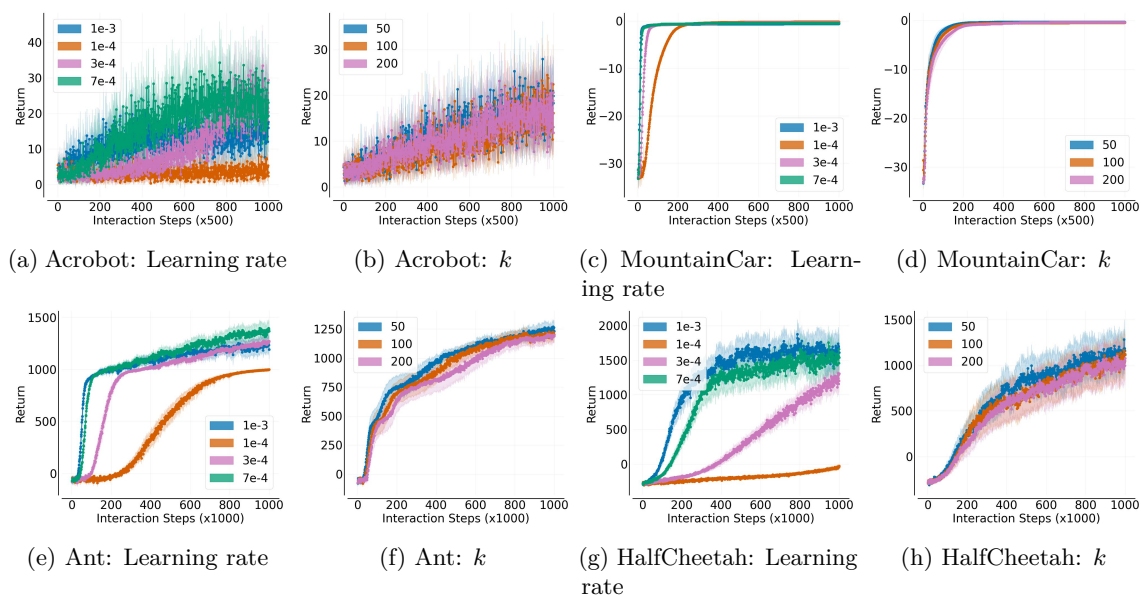 40
30
20
10
0
Return
1e-3
1e-4
3e-4
7e-4
0 200 400 600 800 1000
Interaction Steps (x500)
(a) Acrobot: Learning rate
30
20
10
0
Return
50
100
200
0 200 400 600 800 1000
Interaction Steps (x500)
(b) Acrobot: k
0
−10
−20
−30
Return
1e-3
1e-4
3e-4
7e-4
0 200 400 600 800 1000
Interaction Steps (x500)
(c) MountainCar: Learn-
ing rate
0
−10
−20
−30
Return
50
100
200
0 200 400 600 800 1000
Interaction Steps (x500)
(d) MountainCar: k
1500
1000
500
0
Return
1e-3
1e-4
3e-4
7e-4
0 200 400 600 800 1000
Interaction Steps (x1000)
(e) Ant: Learning rate
1250
1000
750
500
250
0
Return
50
100
200
0 200 400 600 800 1000
Interaction Steps (x1000)
(f) Ant: k
2000
1500
1000
500
0
Return
1e-3
1e-4
3e-4
7e-4
0 200 400 600 800 1000
Interaction Steps (x1000)
(g) HalfCheetah: Learning
rate
1500
1000
500
0
Return
50
100
200
0 200 400 600 800 1000
Interaction Steps (x1000)
(h) HalfCheetah: k